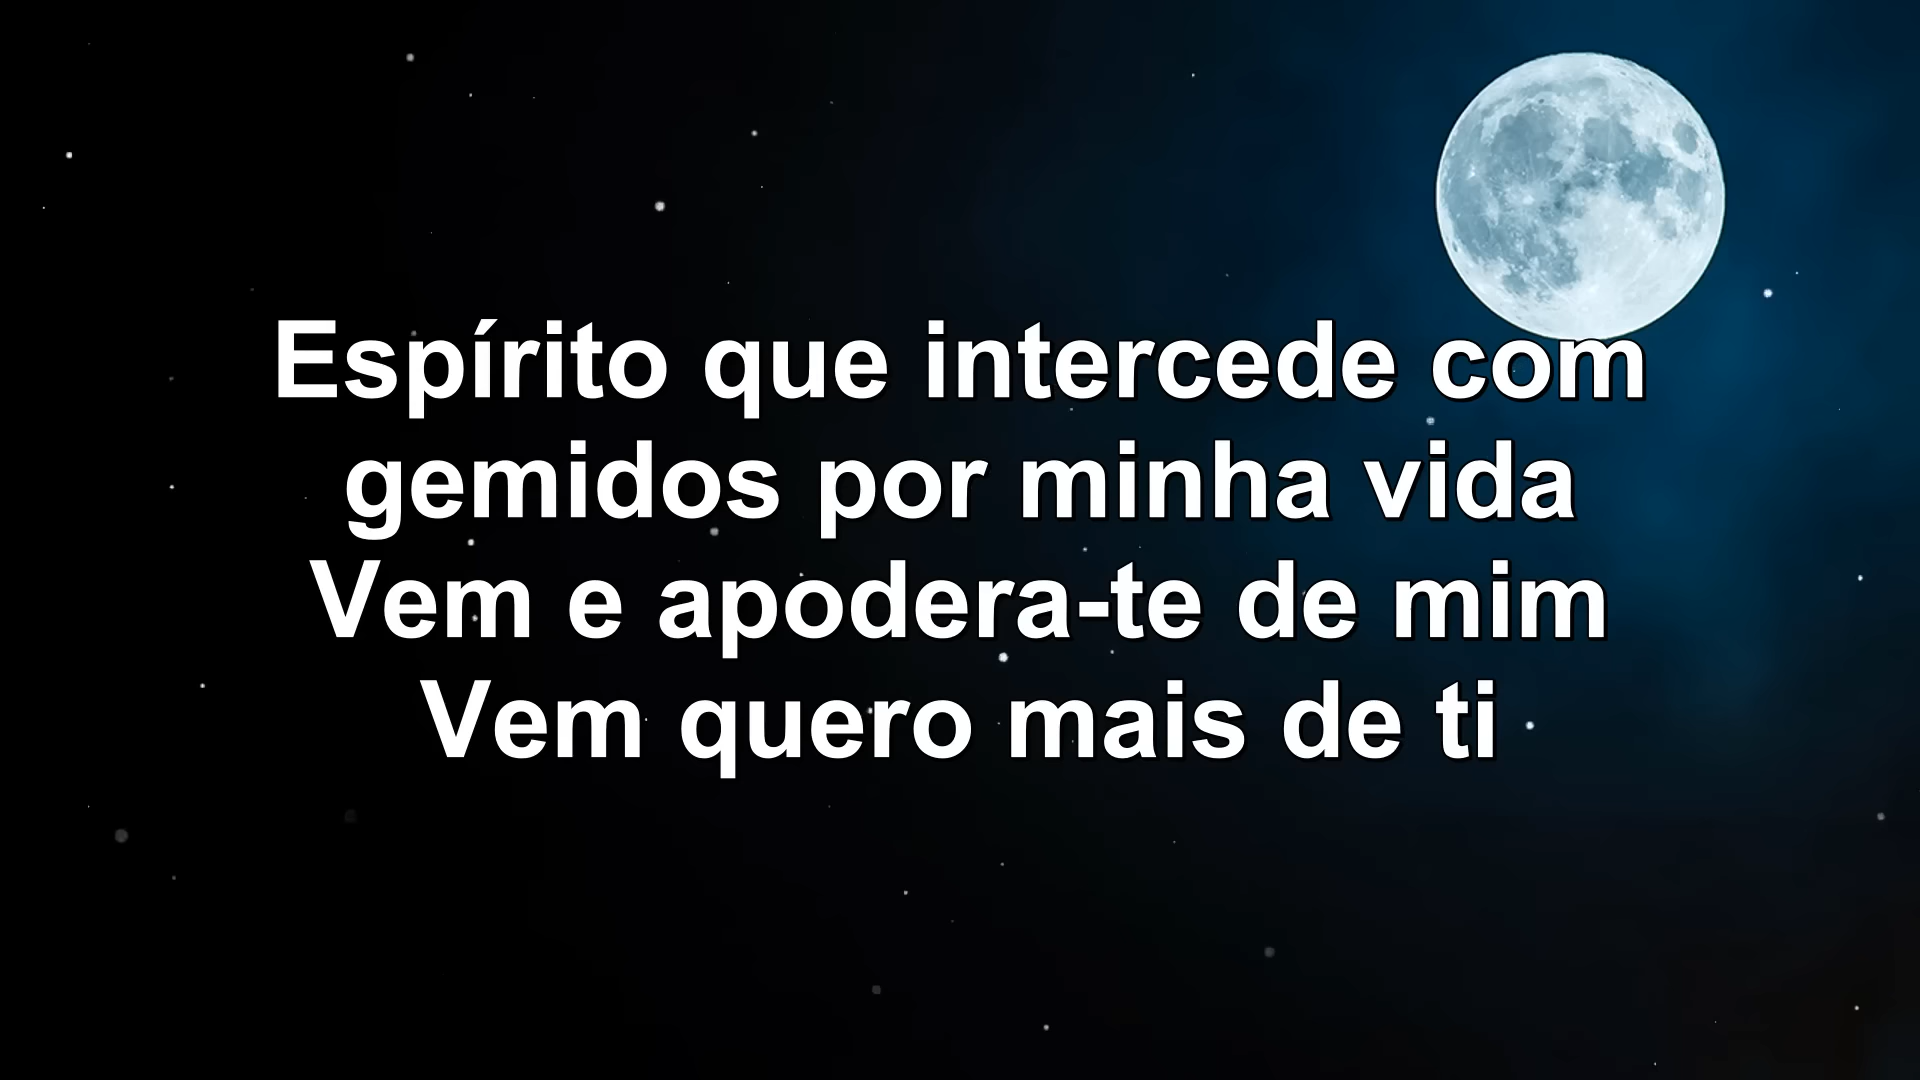 Espírito que intercede com
gemidos por minha vida
Vem e apodera-te de mim
Vem quero mais de ti